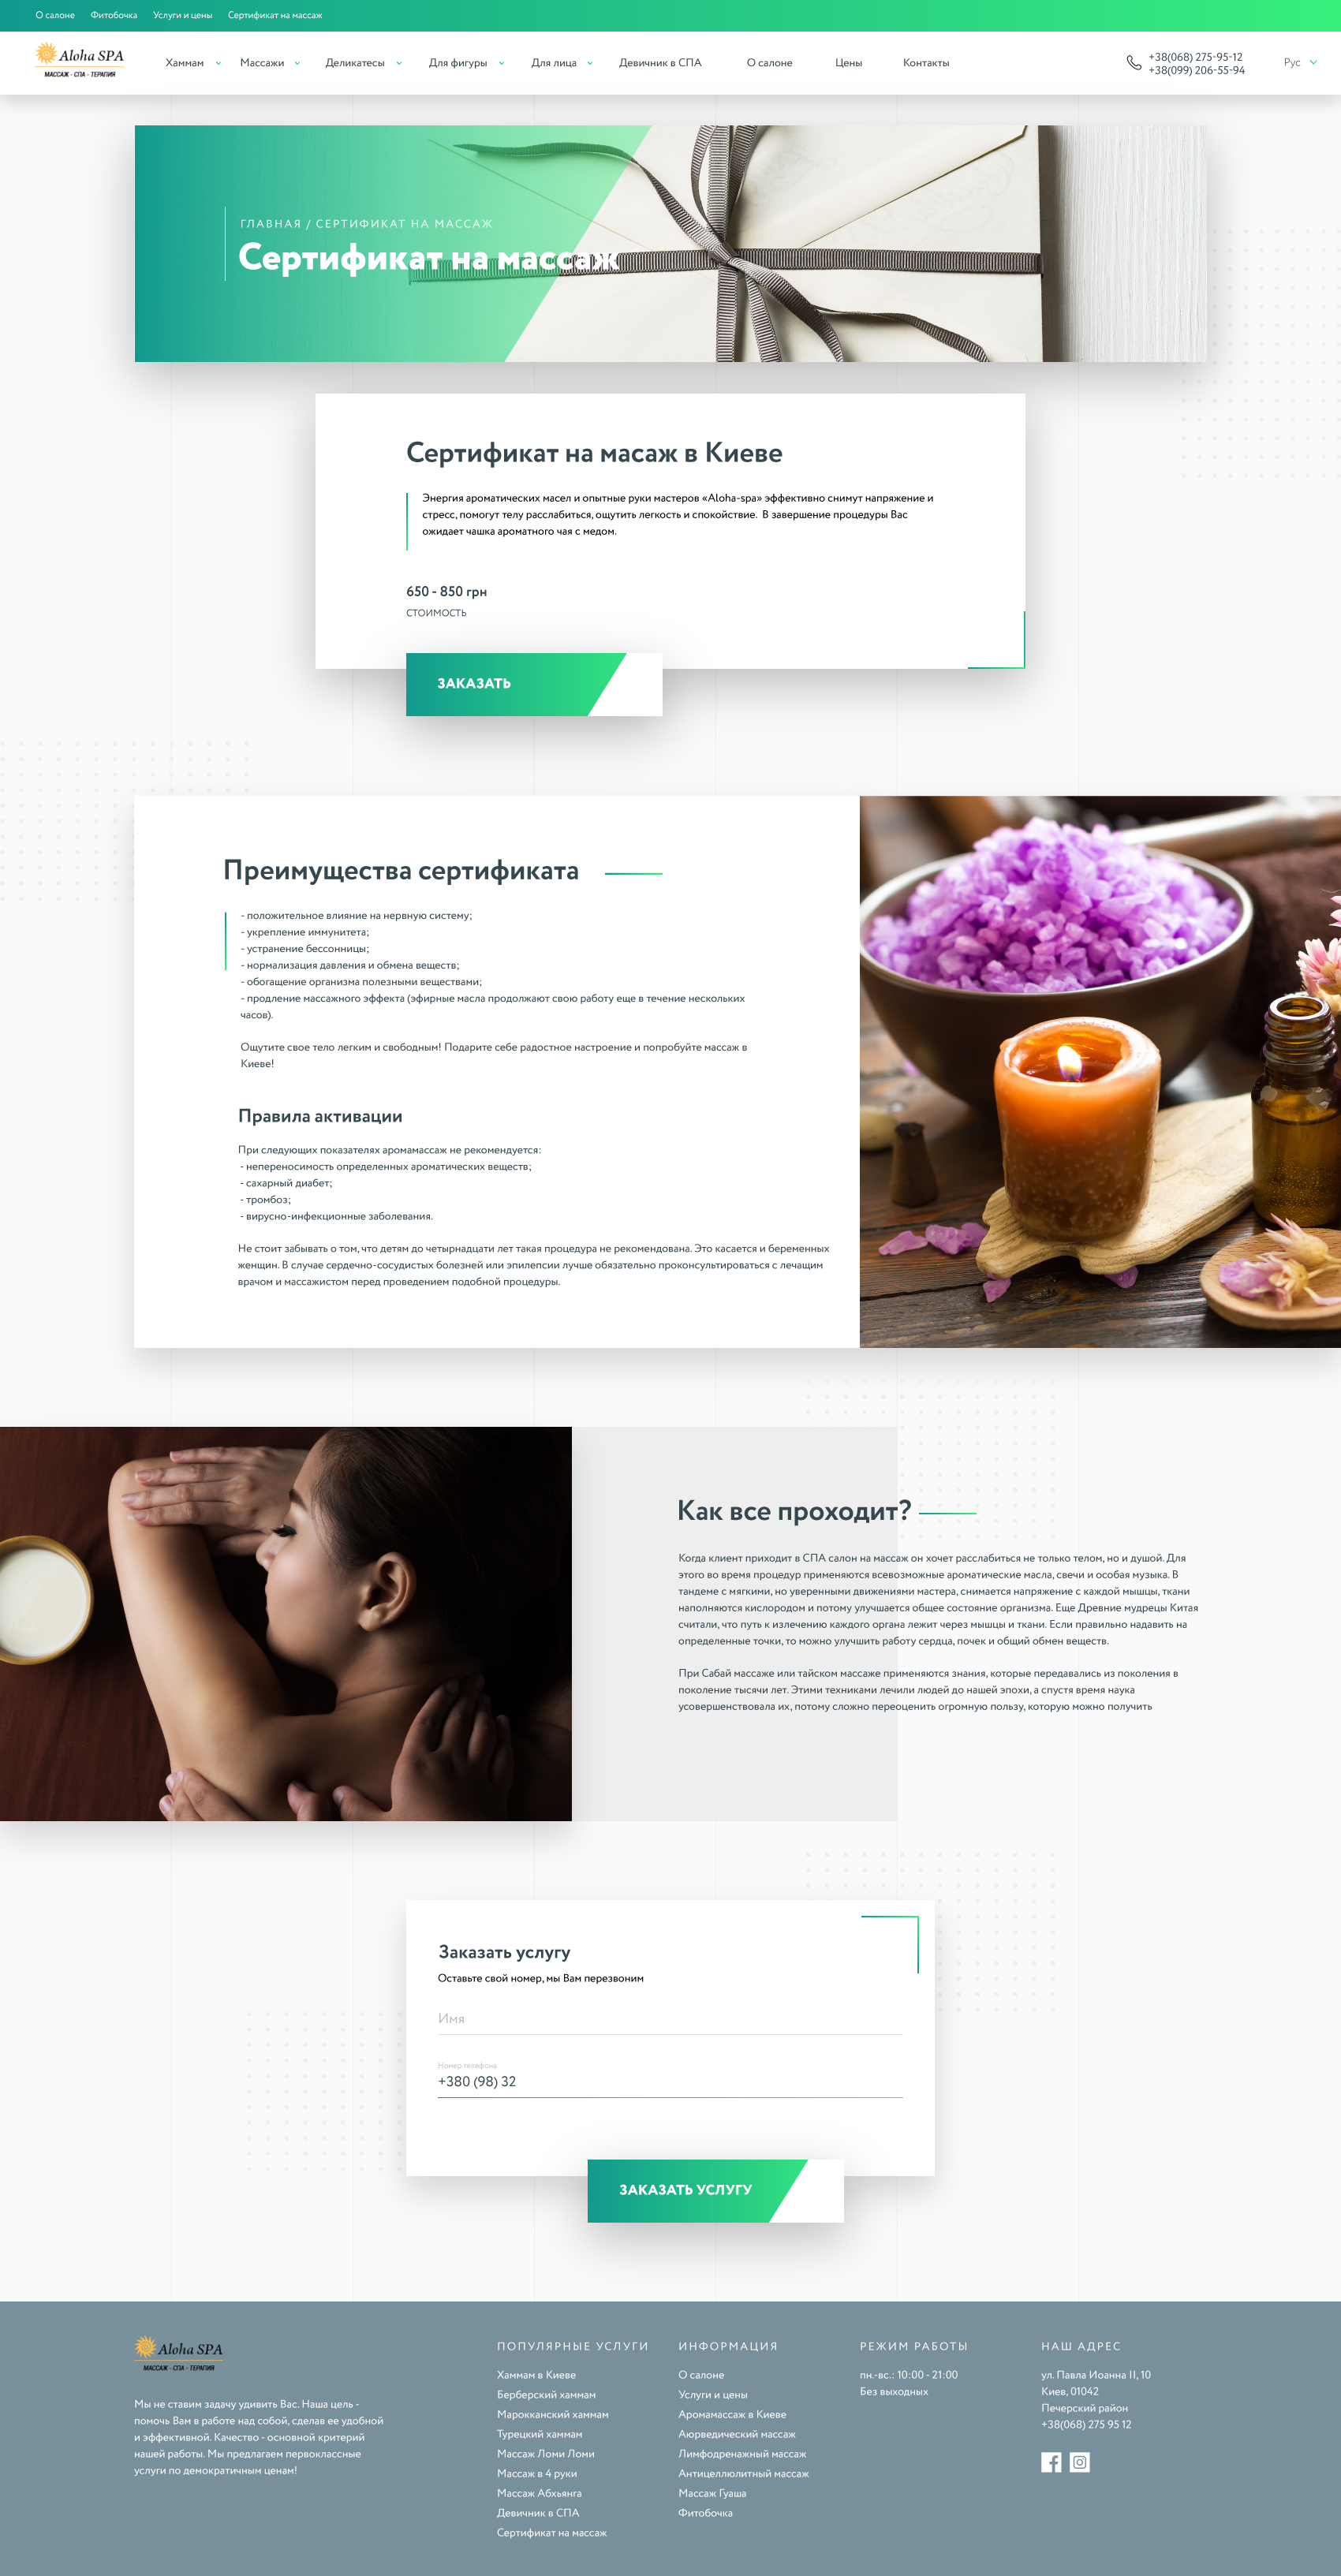 О салоне Фитобочка Услуги и цены Сертификат на массаж
Aloha SPA
МАССАЖ - СПА - ТЕРАПИЯ
Хаммам Массажи Деликатесы Для фигуры Для лица Девичник в СПА О салоне Цены Контакты
+38(068) 275-95-12
+38(099) 206-55-94
Рус
ГЛАВНАЯ / СЕРТИФИКАТ НА МАССАЖ
Сертификат на массаж
Сертификат на масаж в Киеве
Энергия ароматических масел и опытные руки мастеров «Aloha-spa» эффективно снимут напряжение и
стресс, помогут телу расслабиться, ощутить легкость и спокойствие. В завершение процедуры Вас
ожидает чашка ароматного чая с медом.
650 - 850 грн
СТОИМОСТЬ
ЗАКАЗАТЬ
Преимущества сертификата
- положительное влияние на нервную систему;
- укрепление иммунитета;
- устранение бессонницы;
- нормализация давления и обмена веществ;
- обогащение организма полезными веществами;
- продление массажного эффекта (эфирные масла продолжают свою работу еще в течение нескольких
часов).
Ощутите свое тело легким и свободным! Подарите себе радостное настроение и попробуйте массаж в
Киеве!
Правила активации
При следующих показателях аромамассаж не рекомендуется:
- непереносимость определенных ароматических веществ;
- сахарный диабет;
- тромбоз;
- вирусно-инфекционные заболевания.
Не стоит забывать о том, что детям до четырнадцати лет такая процедура не рекомендована. Это касается и беременных
женщин. В случае сердечно-сосудистых болезней или эпилепсии лучше обязательно проконсультироваться с лечащим
врачом и массажистом перед проведением подобной процедуры.
Как все проходит?
Когда клиент приходит в СПА салон на массаж он хочет расслабиться не только телом, но и душой. Для
этого во время процедур применяются всевозможные ароматические масла, свечи и особая музыка. В
тандеме с мягкими, но уверенными движениями мастера, снимается напряжение с каждой мышцы, ткани
наполняются кислородом и потому улучшается общее состояние организма. Еще Древние мудрецы Китая
считали, что путь к излечению каждого органа лежит через мышцы и ткани. Если правильно надавить на
определенные точки, то можно улучшить работу сердца, почек и общий обмен веществ.
При Сабай массаже или тайском массаже применяются знания, которые передавались из поколения в
поколение тысячи лет. Этими техниками лечили людей до нашей эпохи, а спустя время наука
усовершенствовала их, потому сложно переоценить огромную пользу, которую можно получить
Заказать услугу
Оставьте свой номер, мы Вам перезвоним
Имя
Номер телефона
+380 (98) 32
ЗАКАЗАТЬ УСЛУГУ
Aloha SPA
МАССАЖ - СПА - ТЕРАПИЯ
Мы не ставим задачу удивить Вас. Наша цель -
помочь Вам в работе над собой, сделав ее удобной
и эффективной. Качество - основной критерий
нашей работы. Мы предлагаем первоклассные
услуги по демократичным ценам!
ПОПУЛЯРНЫЕ УСЛУГИ
Хаммам в Киеве
Берберский хаммам
Марокканский хаммам
Турецкий хаммам
Массаж Ломи Ломи
Массаж в 4 руки
Массаж Абхьянга
Девичник в СПА
Сертификат на массаж
ИНФОРМАЦИЯ
О салоне
Услуги и цены
Аромамассаж в Киеве
Аюрведический массаж
Лимфодренажный массаж
Антицеллюлитный массаж
Массаж Гуаша
Фитобочка
РЕЖИМ РАБОТЫ
пн.-вс.: 10:00 - 21:00
Без выходных
НАШ АДРЕС
ул. Павла Иоанна II, 10
Киев, 01042
Печерский район
+38(068) 275 95 12